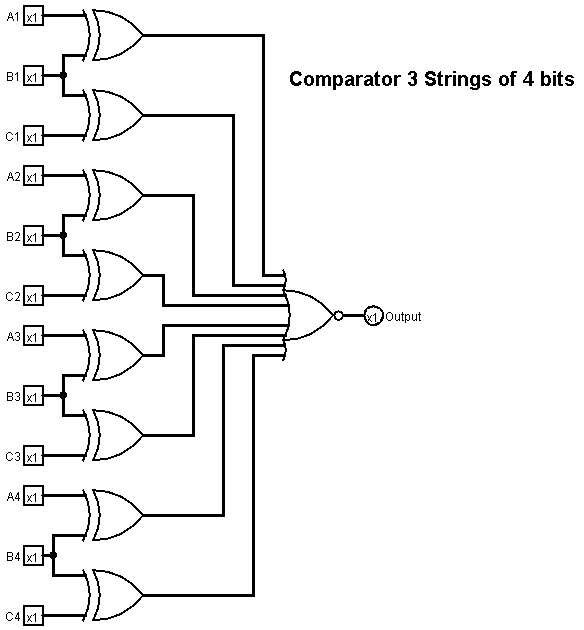 A1 x1
Comparator 3 Strings of 4 bits
B1 x1
C1 x1
A2 x1
B2 x1
C2 x1
x1 Output
A3 x1
B3 x1
C3 x1
A4 x1
B4 x1
C4 x1